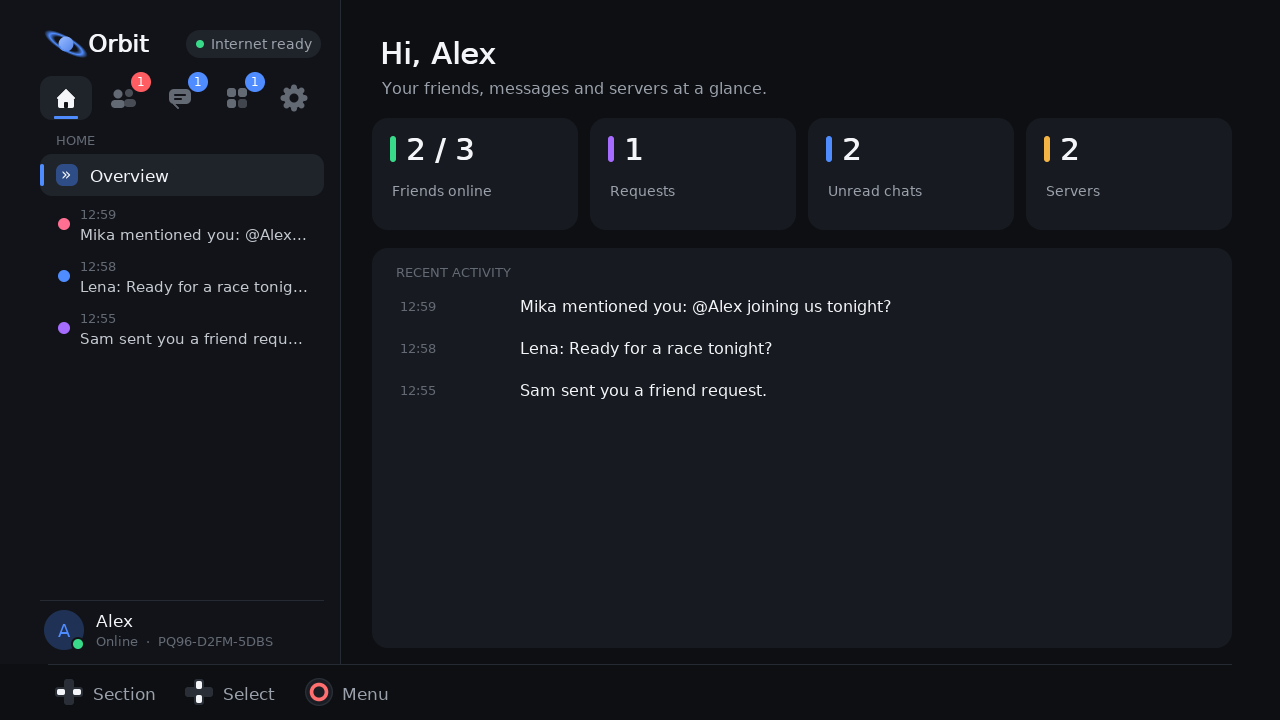 Orbit
Internet ready
1
1
1
HOME
Overview
12:59
Mika mentioned you: @Alex...
12:58
Lena: Ready for a race tonig...
12:55
Sam sent you a friend requ...
A
Alex
Online · PQ96-D2FM-5DBS
Hi, Alex
Your friends, messages and servers at a glance.
2 / 3
Friends online
1
Requests
2
Unread chats
2
Servers
RECENT ACTIVITY
12:59 Mika mentioned you: @Alex joining us tonight?
12:58 Lena: Ready for a race tonight?
12:55 Sam sent you a friend request.
Section Select Menu